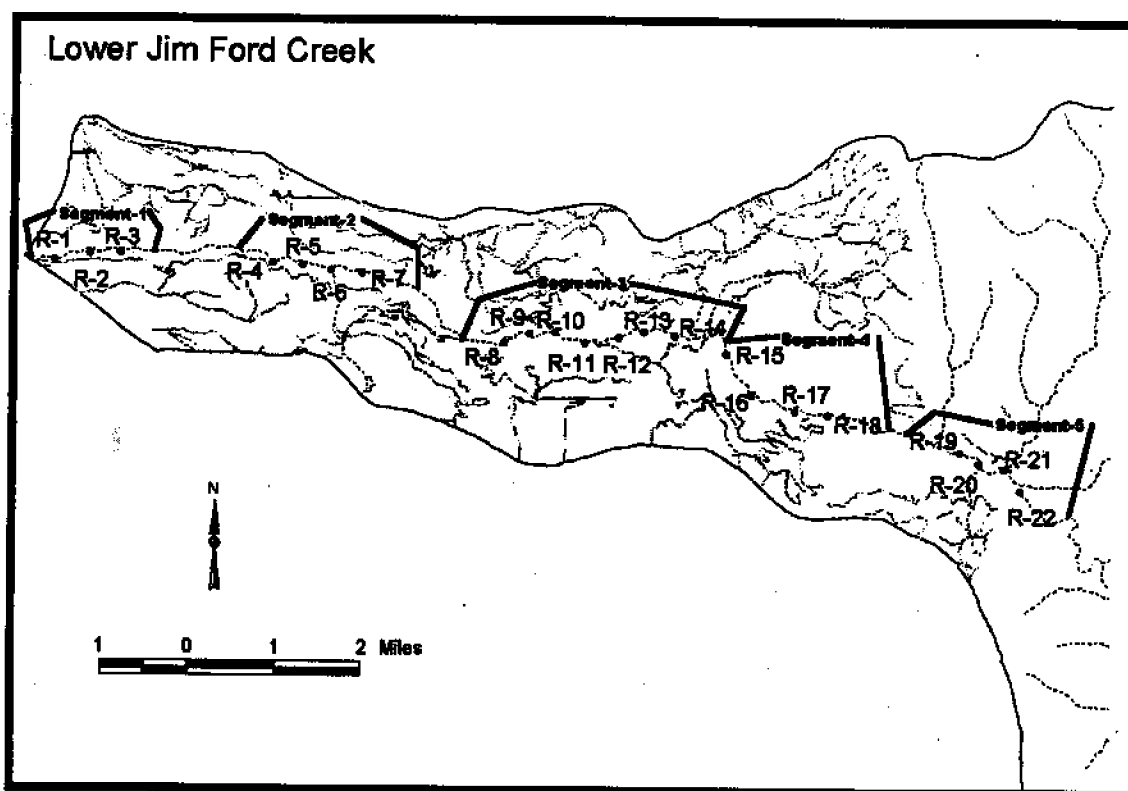 Lower Jim Ford Creek
Segment-1
R-1
R-2
R-3
Segment-2
R-4
R-5
R-6
R-7
Segment-3
R-8
R-9
R-10
R-11
R-12
R-13
R-14
Segment-4
R-15
R-16
R-17
R-18
Segment-5
R-19
R-20
R-21
R-22
N
1 0 1 2 Miles